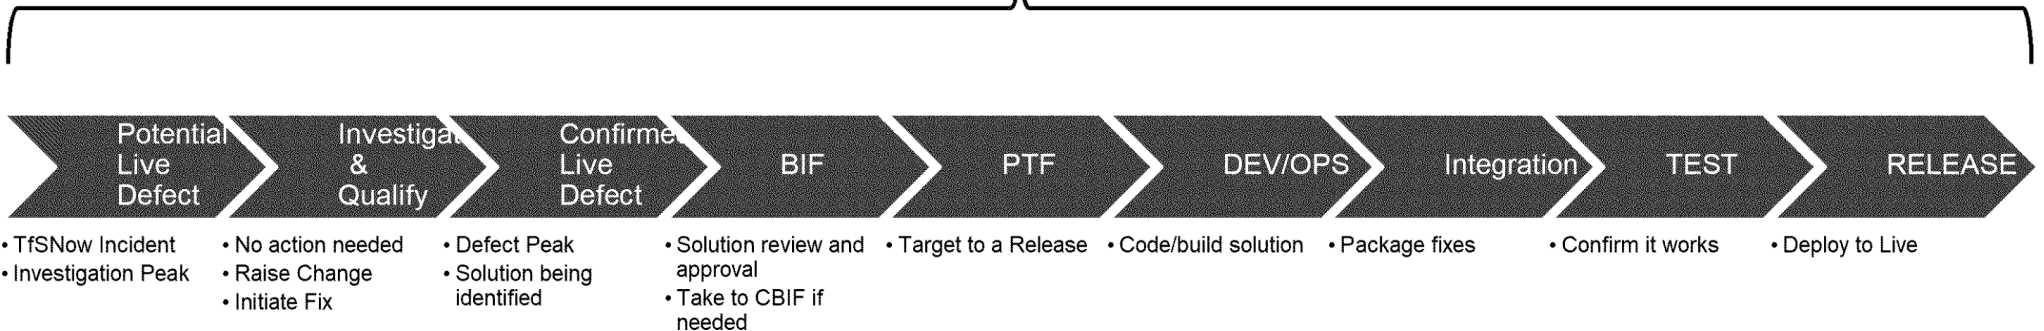 Potential
Live
Defect
Investigat
&
Qualify
Confirme
Live
Defect
BIF
PTF
DEV/OPS
Integration
TEST
RELEASE
• TfSNow Incident
• Investigation Peak
• No action needed
• Raise Change
• Initiate Fix
• Defect Peak
• Solution being
identified
• Solution review and
approval
• Take to CBIF if
needed
• Target to a Release
• Code/build solution
• Package fixes
• Confirm it works
• Deploy to Live